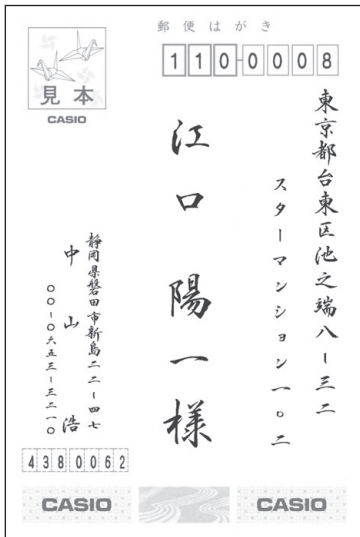 郵便はがき
110-0008
見本
CASIO
東京都台東区池之端八ー三二
スターマンション一〇二
江口陽一様
静岡県磐田市新島二二ー四七
中山浩
〇〇ー〇六五三ー三二一〇
4380062
CASIO
CASIO